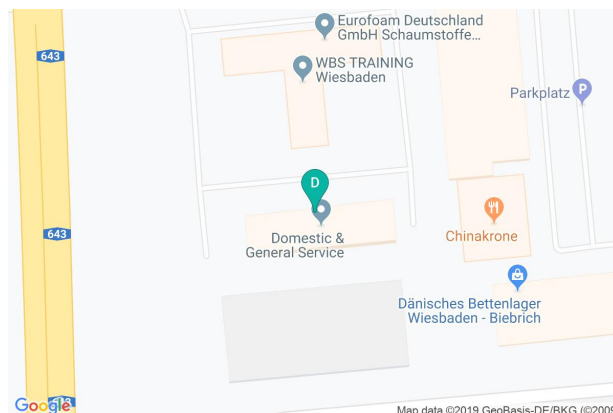 Eurofoam Deutschland
GmbH Schaumstoffe...
643
WBS TRAINING
Wiesbaden
Parkplatz
P
D
643
Domestic &
General Service
Chinakrone
Dänisches Bettenlager
Wiesbaden - Biebrich
Google
Map data ©2019 GeoBasis-DE/BKG (©2009